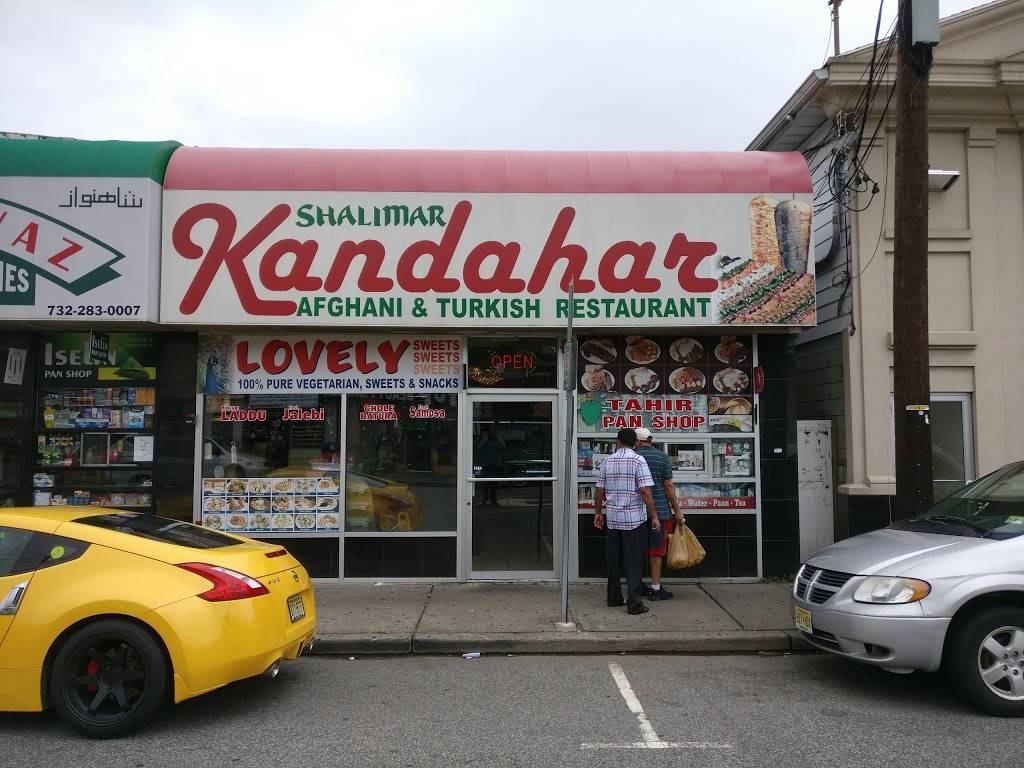 شاهنواز
AZ
ES
732-283-0007
SHALIMAR
Kandahar
AFGHANI & TURKISH RESTAURANT
ISELIN
PAN SHOP
LOVELY
SWEETS
SWEETS
SWEETS
100% PURE VEGETARIAN, SWEETS & SNACKS
OPEN
LADDU
Jalebi
CHOLE
BATURA
Samosa
TAHIR
PAN SHOP
Water • Paan • Tea